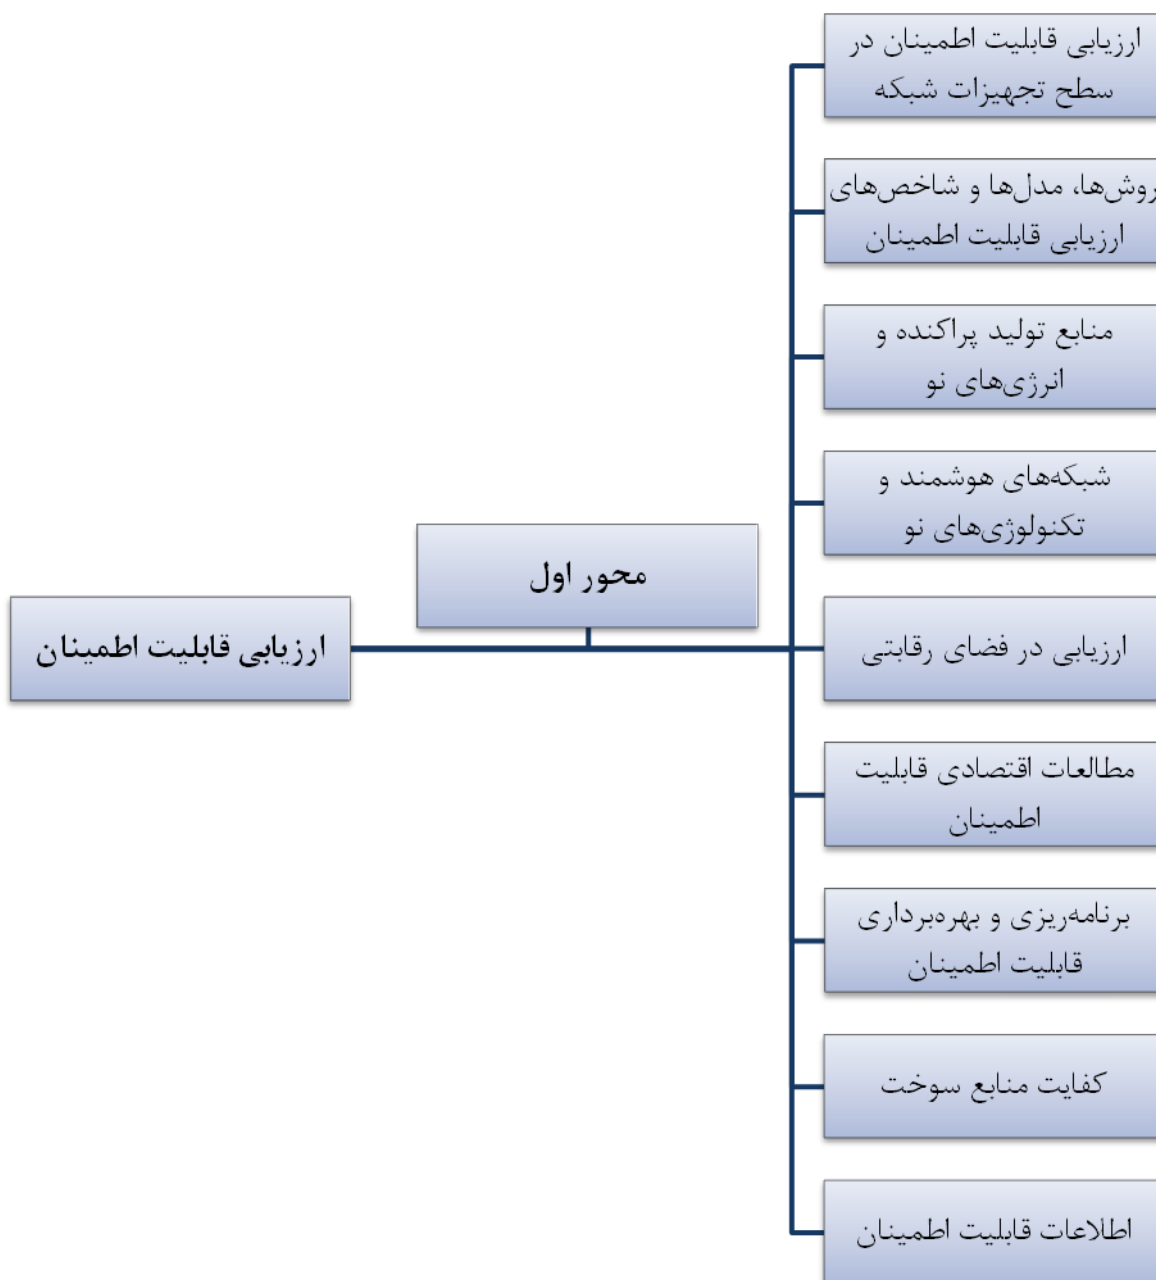 ارزیابی قابلیت اطمینان در
سطح تجهیزات شبکه
روش‌ها، مدل‌ها و شاخص‌های
ارزیابی قابلیت اطمینان
منابع تولید پراکنده و
انرژی‌های نو
شبکه‌های هوشمند و
تکنولوژی‌های نو
محور اول
ارزیابی قابلیت اطمینان
ارزیابی در فضای رقابتی
مطالعات اقتصادی قابلیت
اطمینان
برنامه‌ریزی و بهره‌برداری
قابلیت اطمینان
کفایت منابع سوخت
اطلاعات قابلیت اطمینان